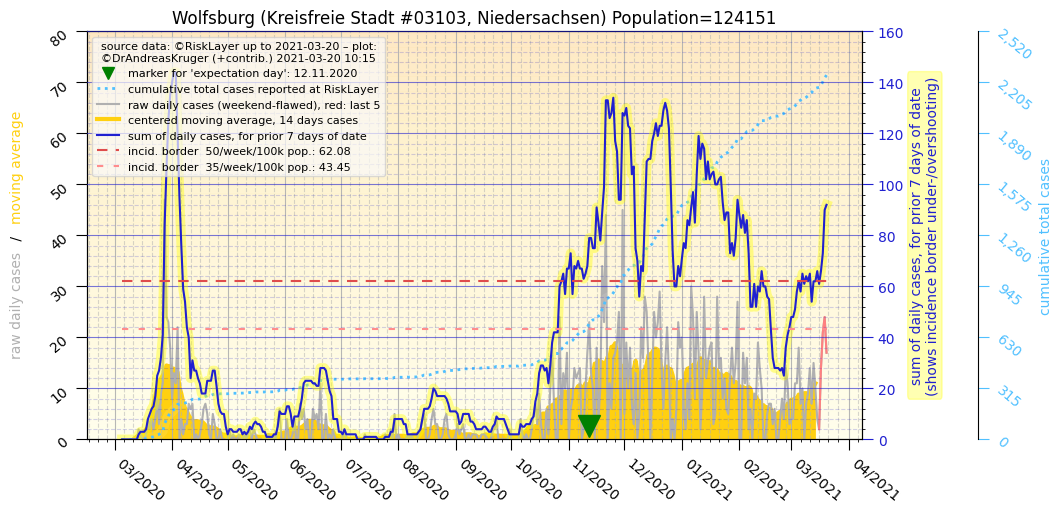 Wolfsburg (Kreisfreie Stadt #03103, Niedersachsen) Population=124151
source data: ©RiskLayer up to 2021-03-20 – plot:
©DrAndreasKruger (+contrib.) 2021-03-20 10:15
marker for 'expectation day': 12.11.2020
cumulative total cases reported at RiskLayer
raw daily cases (weekend-flawed), red: last 5
centered moving average, 14 days cases
sum of daily cases, for prior 7 days of date
incid. border  50/week/100k pop.: 62.08
incid. border  35/week/100k pop.: 43.45
raw daily cases  /  moving average
80
70
60
50
40
30
20
10
0
03/2020
04/2020
05/2020
06/2020
07/2020
08/2020
09/2020
10/2020
11/2020
12/2020
01/2021
02/2021
03/2021
04/2021
160
140
120
100
80
60
40
20
0
sum of daily cases, for prior 7 days of date
(shows incidence border under-/overshooting)
2,520
2,205
1,890
1,575
1,260
945
630
315
0
cumulative total cases